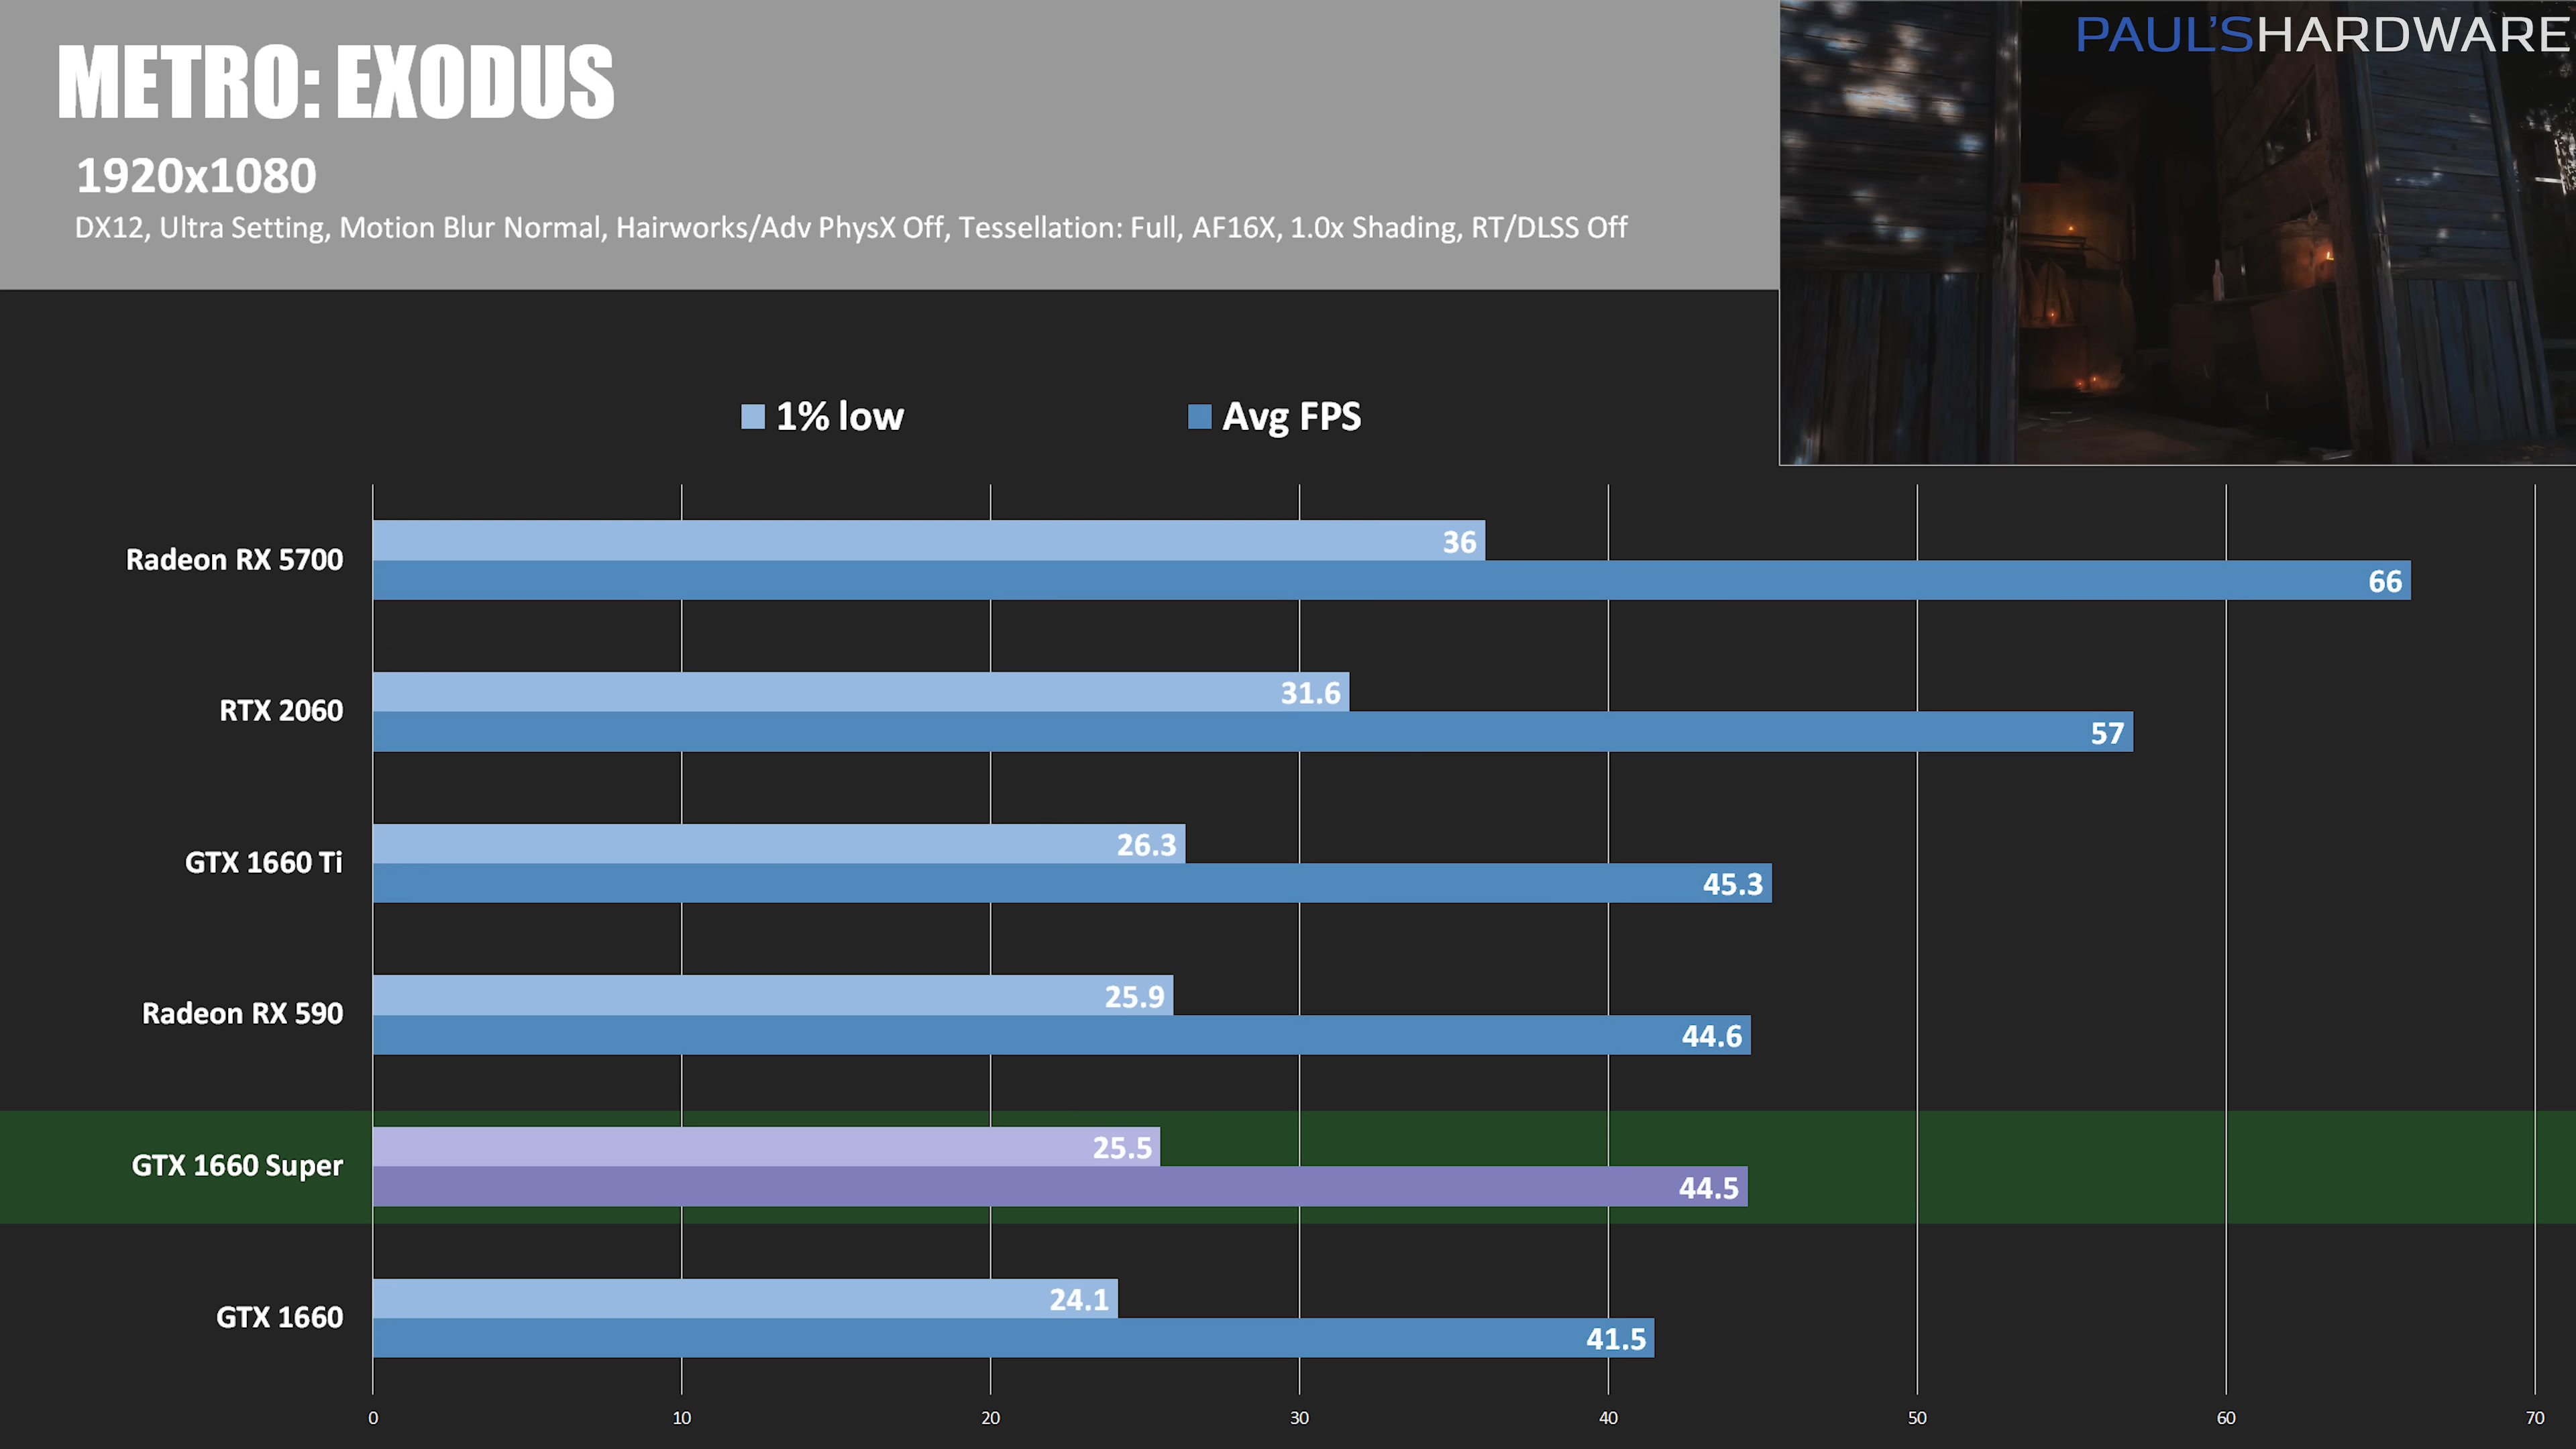 METRO: EXODUS
PAUL'SHARDWARE
1920x1080
DX12, Ultra Setting, Motion Blur Normal, Hairworks/Adv PhysX Off, Tessellation: Full, AF16X, 1.0x Shading, RT/DLSS Off
1% low Avg FPS
Radeon RX 5700
36
66
RTX 2060
31.6
57
GTX 1660 Ti
26.3
45.3
Radeon RX 590
25.9
44.6
GTX 1660 Super
25.5
44.5
GTX 1660
24.1
41.5
0 10 20 30 40 50 60 70